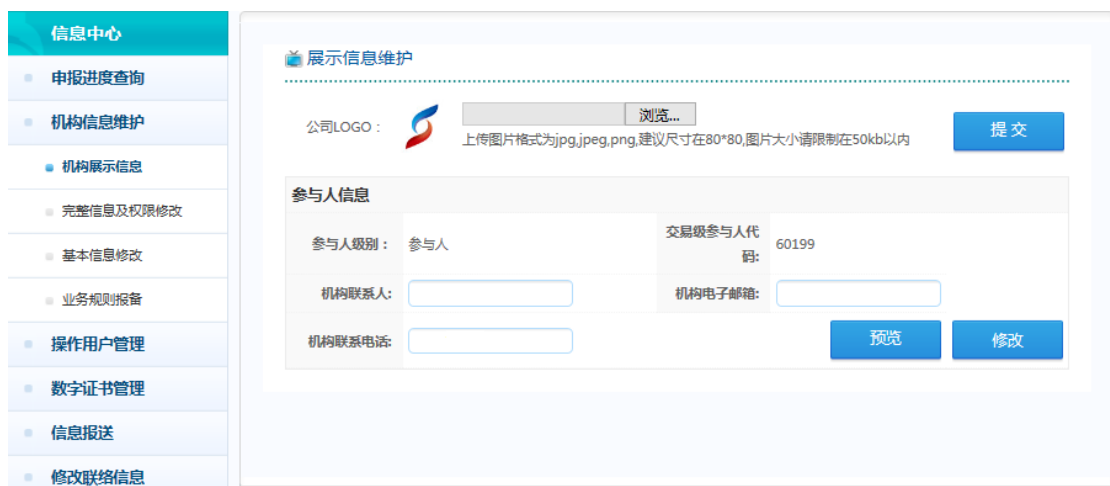 信息中心
申报进度查询
机构信息维护
机构展示信息
完整信息及权限修改
基本信息修改
业务规则报备
操作用户管理
数字证书管理
信息报送
修改联络信息
展示信息维护
公司LOGO：
浏览...
上传图片格式为jpg,jpeg,png,建议尺寸在80*80,图片大小请限制在50kb以内
提交
参与人信息
参与人级别： 参与人
交易级参与人代
码: 60199
机构联系人:
机构电子邮箱:
机构联系电话:
预览
修改